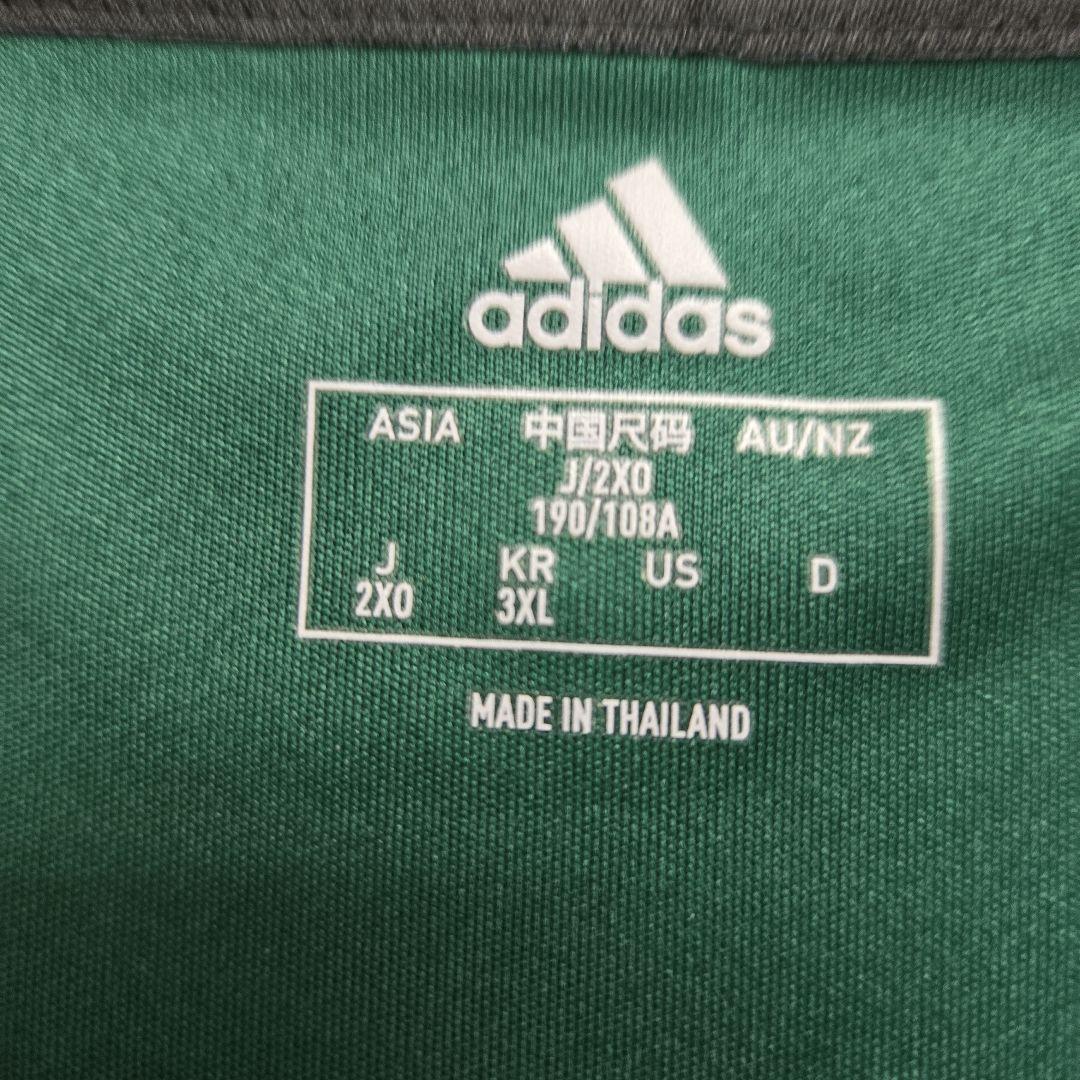 adidas
ASIA 中国尺码 AU/NZ
J/2XO
190/108A
J KR US D
2XO 3XL
MADE IN THAILAND